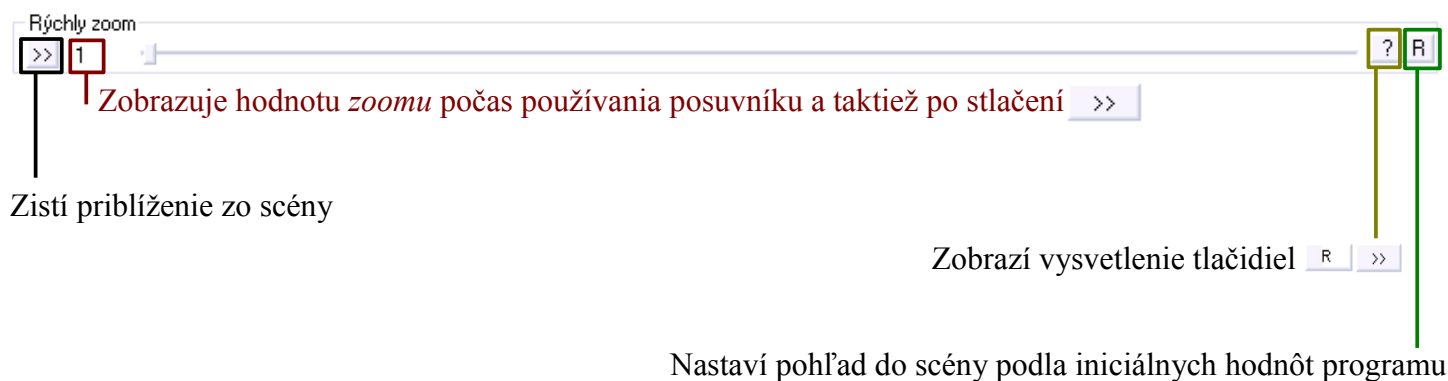 Rýchly zoom
>> 1 ? R
Zobrazuje hodnotu zoomu počas používania posuvníku a taktiež po stlačení >>
Zistí priblíženie zo scény
Zobrazí vysvetlenie tlačidiel R >>
Nastaví pohľad do scény podla iniciálnych hodnôt programu